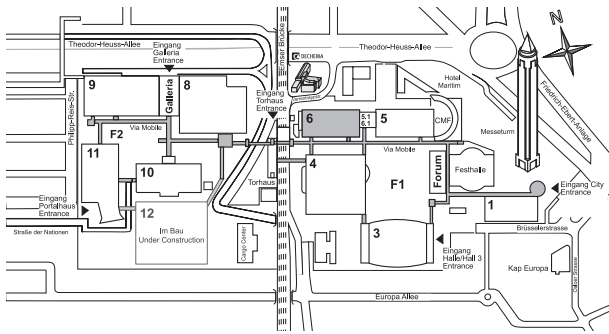 Theodor-Heuss-Allee
Eingang
Galleria
Entrance
Emser Brücke
DECHEMA
Theodor-Heuss-Allee
N
Philipp-Reis-Str.
9
Galleria
8
Eingang
Torhaus
Entrance
Hotel
Maritim
Friedrich-Ebert-Anlage
Via Mobile
F2
6
5.1
6.1
5
CMF
Messeturm
11
10
Via Mobile
4
F1
Forum
Festhalle
Torhaus
Eingang
Portalhaus
Entrance
12
Im Bau
Under Construction
Straße der Nationen
Cargo Center
3
Eingang
Halle/Hall 3
Entrance
1
Eingang City
Entrance
Brüsselerstrasse
Kap Europa
Europa Allee